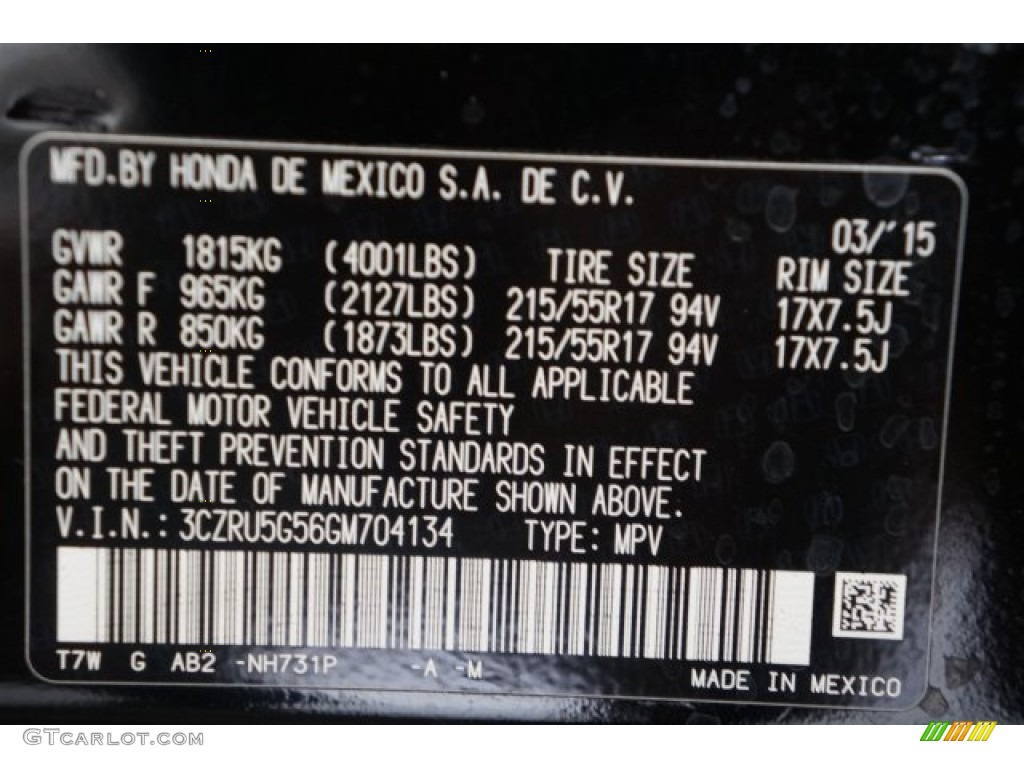 MFD.BY HONDA DE MEXICO S.A. DE C.V.
03/'15
GVWR 1815KG (4001LBS) TIRE SIZE RIM SIZE
GAWR F 965KG (2127LBS) 215/55R17 94V 17X7.5J
GAWR R 850KG (1873LBS) 215/55R17 94V 17X7.5J
THIS VEHICLE CONFORMS TO ALL APPLICABLE
FEDERAL MOTOR VEHICLE SAFETY
AND THEFT PREVENTION STANDARDS IN EFFECT
ON THE DATE OF MANUFACTURE SHOWN ABOVE.
V.I.N.: 3CZRU5G56GM704134 TYPE: MPV
T7W G AB2 -NH731P -A -M
MADE IN MEXICO
GTcarlot.com